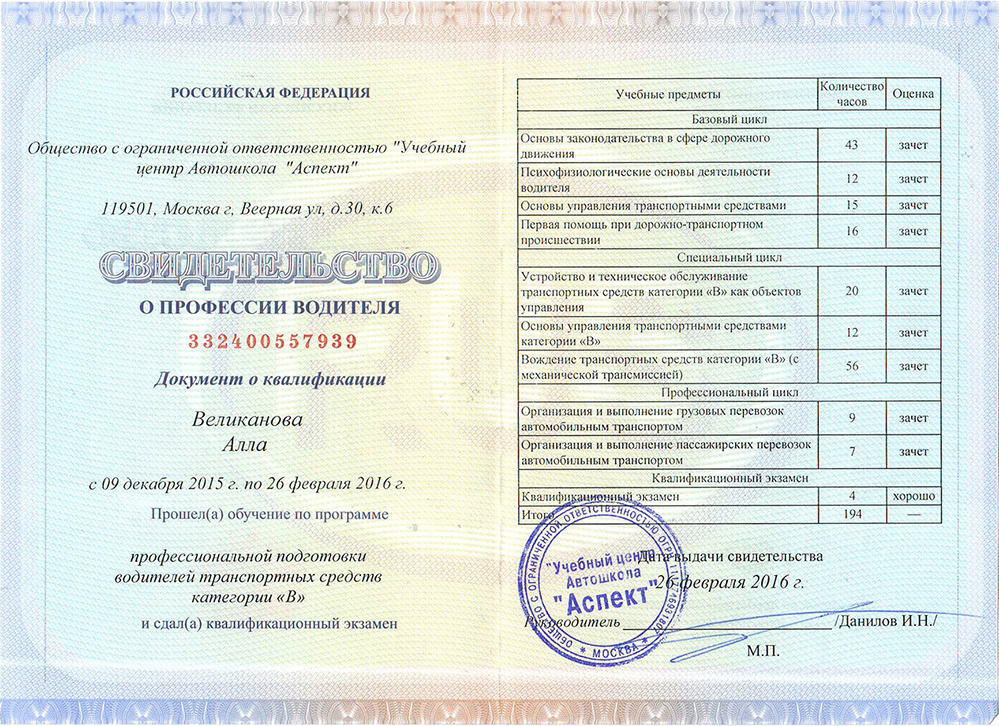 РОССИЙСКАЯ ФЕДЕРАЦИЯ
Общество с ограниченной ответственностью "Учебный
центр Автошкола "Аспект"
119501, Москва г, Веерная ул, д.30, к.6
СВИДЕТЕЛЬСТВО
О ПРОФЕССИИ ВОДИТЕЛЯ
332400557939
Документ о квалификации
Великанова
Алла
с 09 декабря 2015 г. по 26 февраля 2016 г.
Прошел(а) обучение по программе
профессиональной подготовки
водителей транспортных средств
категории «В»
и сдал(а) квалификационный экзамен
Учебные предметы Количество часов Оценка
Базовый цикл
Основы законодательства в сфере дорожного
движения 43 зачет
Психофизиологические основы деятельности
водителя 12 зачет
Основы управления транспортными средствами 15 зачет
Первая помощь при дорожно-транспортном
происшествии 16 зачет
Специальный цикл
Устройство и техническое обслуживание
транспортных средств категории «В» как объектов
управления 20 зачет
Основы управления транспортными средствами
категории «В» 12 зачет
Вождение транспортных средств категории «В» (с
механической трансмиссией) 56 зачет
Профессиональный цикл
Организация и выполнение грузовых перевозок
автомобильным транспортом 9 зачет
Организация и выполнение пассажирских перевозок
автомобильным транспортом 7 зачет
Квалификационный экзамен
Квалификационный экзамен 4 хорошо
Итого 194 —
Дата выдачи свидетельства
26 февраля 2016 г.
Руководитель /Данилов И.Н./
М.П.
ОБЩЕСТВО С ОГРАНИЧЕННОЙ ОТВЕТСТВЕННОСТЬЮ ОГРН
* МОСКВА *
"Учебный центр
Автошкола
"Аспект"